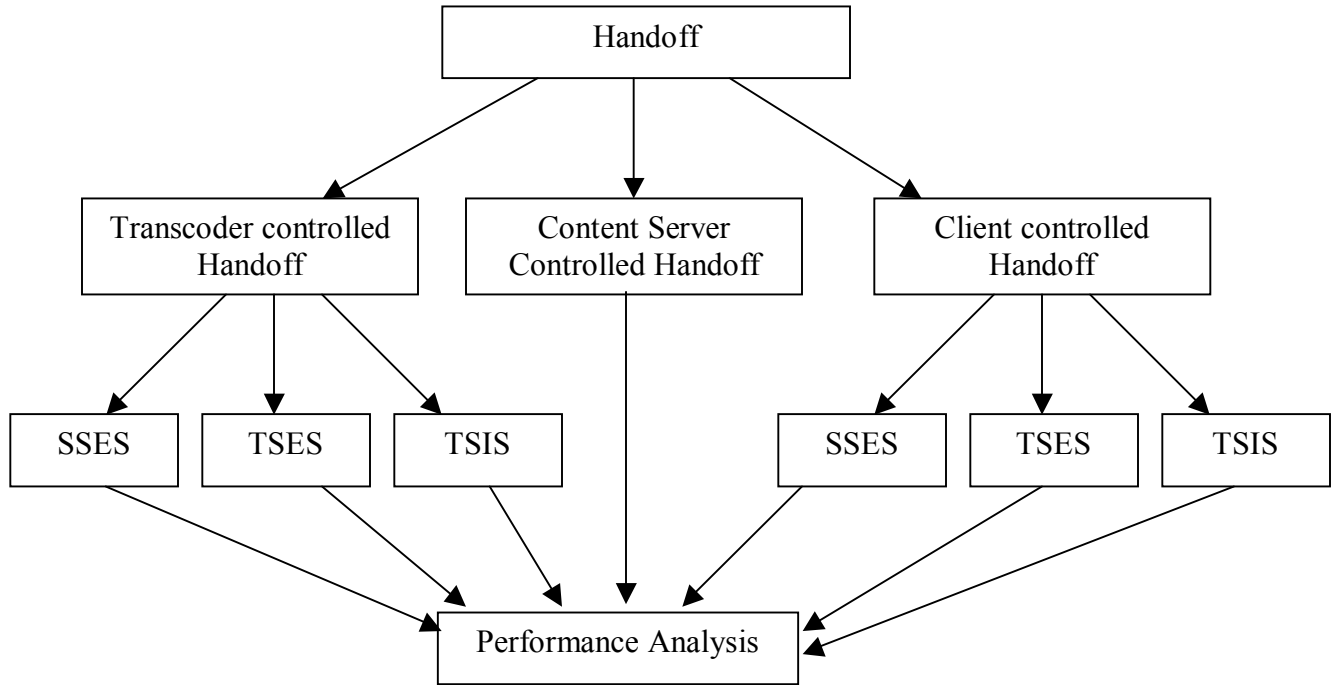 Handoff
Transcoder controlled
Handoff
Content Server
Controlled Handoff
Client controlled
Handoff
SSES
TSES
TSIS
SSES
TSES
TSIS
Performance Analysis